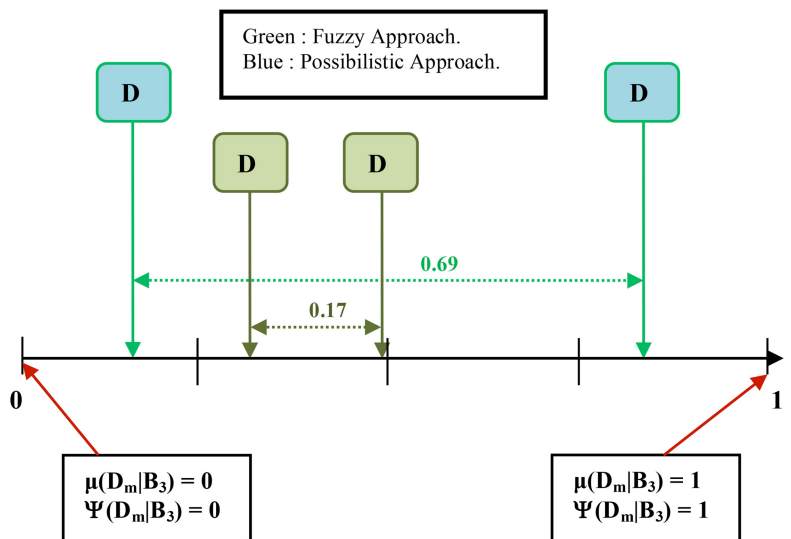 Green : Fuzzy Approach.
Blue : Possibilistic Approach.
D
D
D
D
0.69
0.17
0
1
μ(Dₘ|B₃) = 0
Ψ(Dₘ|B₃) = 0
μ(Dₘ|B₃) = 1
Ψ(Dₘ|B₃) = 1